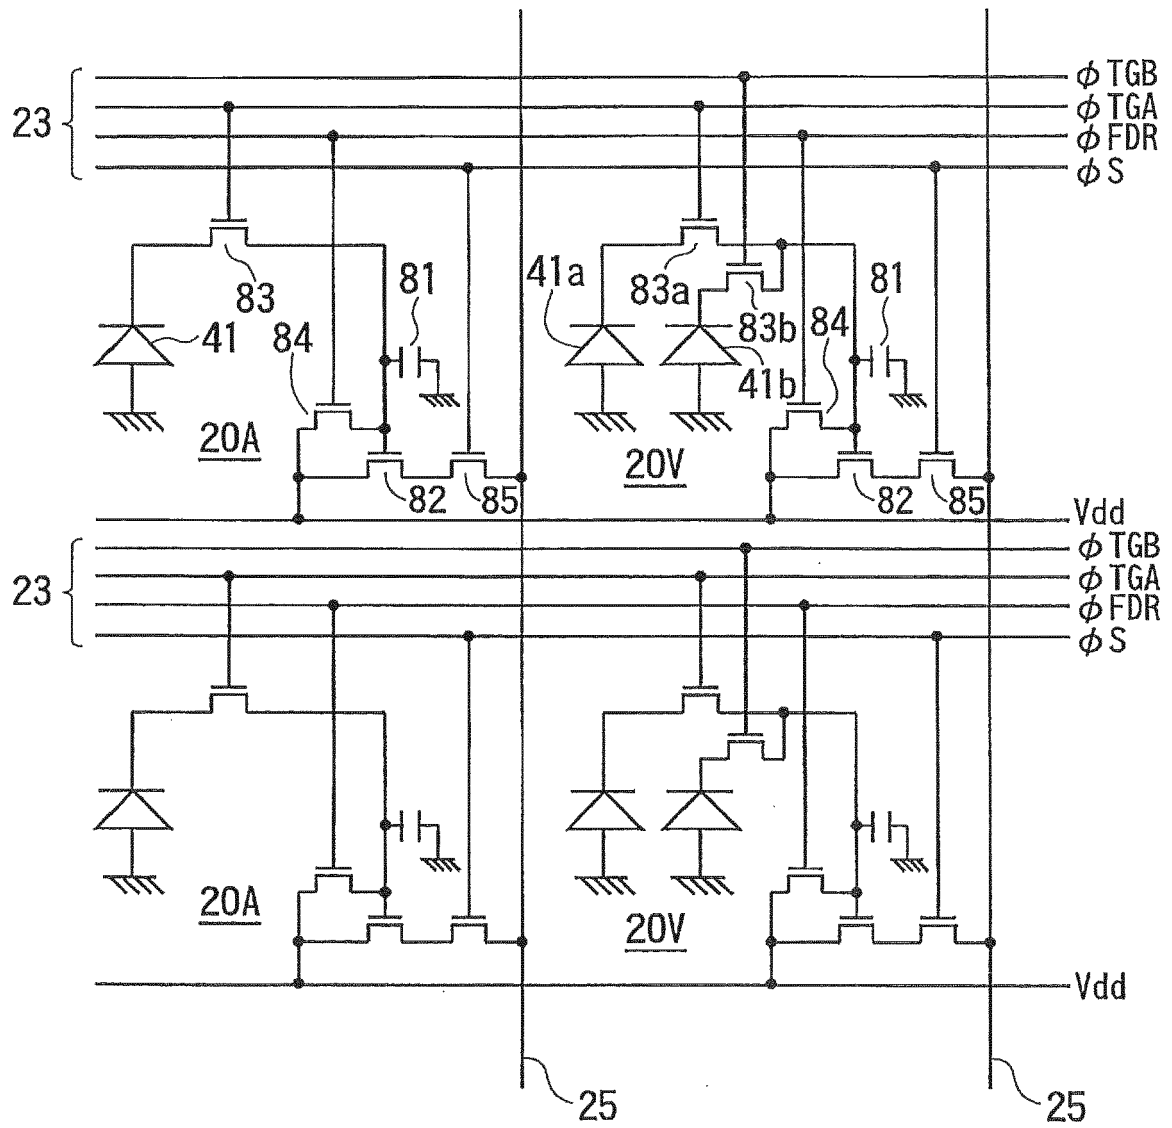 φTGB
23
φTGA
φFDR
φS
83
41
84
81
20A
82
85
41a
83a
83b
41b
84
81
20V
82
85
Vdd
φTGB
23
φTGA
φFDR
φS
20A
20V
Vdd
25
25